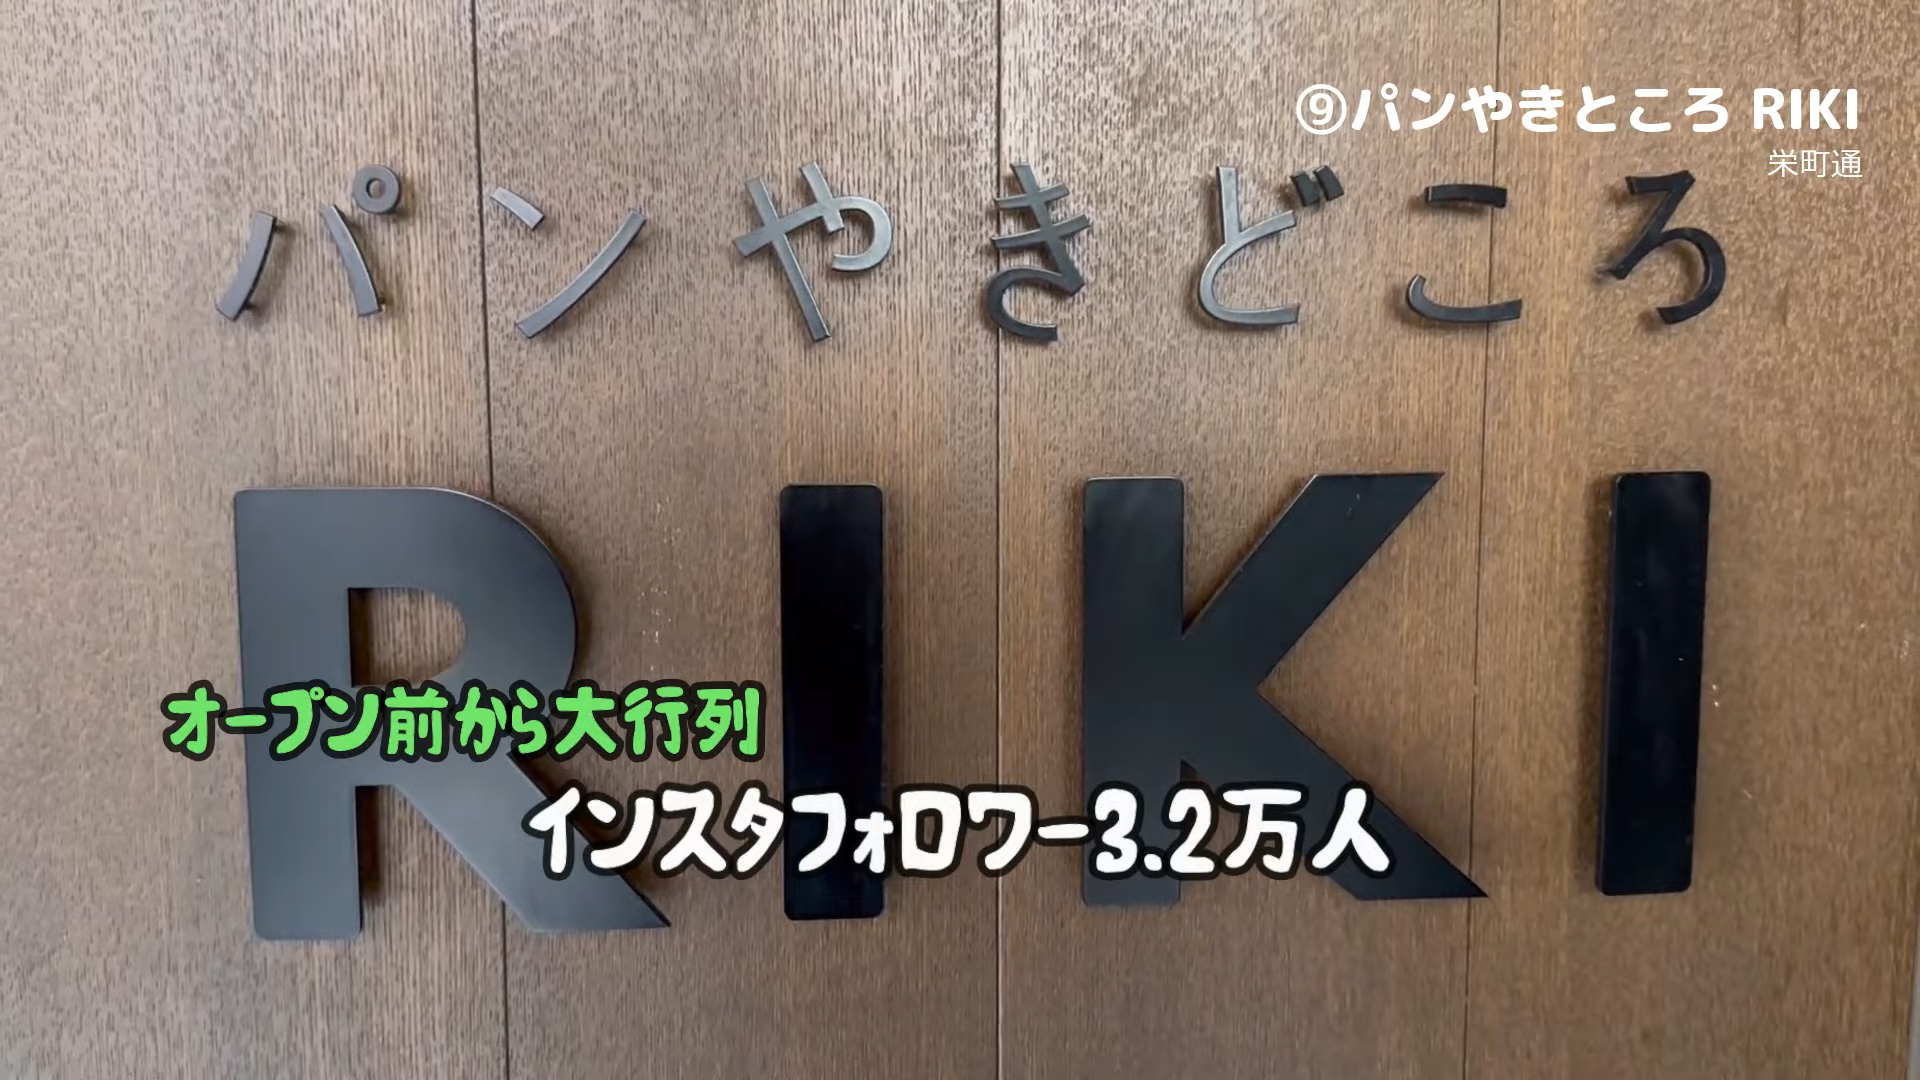 ⑨パンやきところ RIKI
栄町通
パンやきどころ
RIKI
オープン前から大行列
インスタフォロワー3.2万人